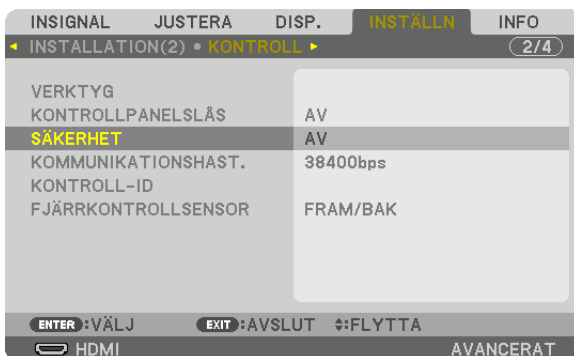 INSIGNAL JUSTERA DISP. INSTÄLLN INFO
INSTALLATION(2) • KONTROLL 2/4
VERKTYG
KONTROLLPANELSLÅS AV
SÄKERHET AV
KOMMUNIKATIONSHAST. 38400bps
KONTROLL-ID
FJÄRRKONTROLLSENSOR FRAM/BAK
ENTER :VÄLJ EXIT :AVSLUT :FLYTTA
HDMI AVANCERAT